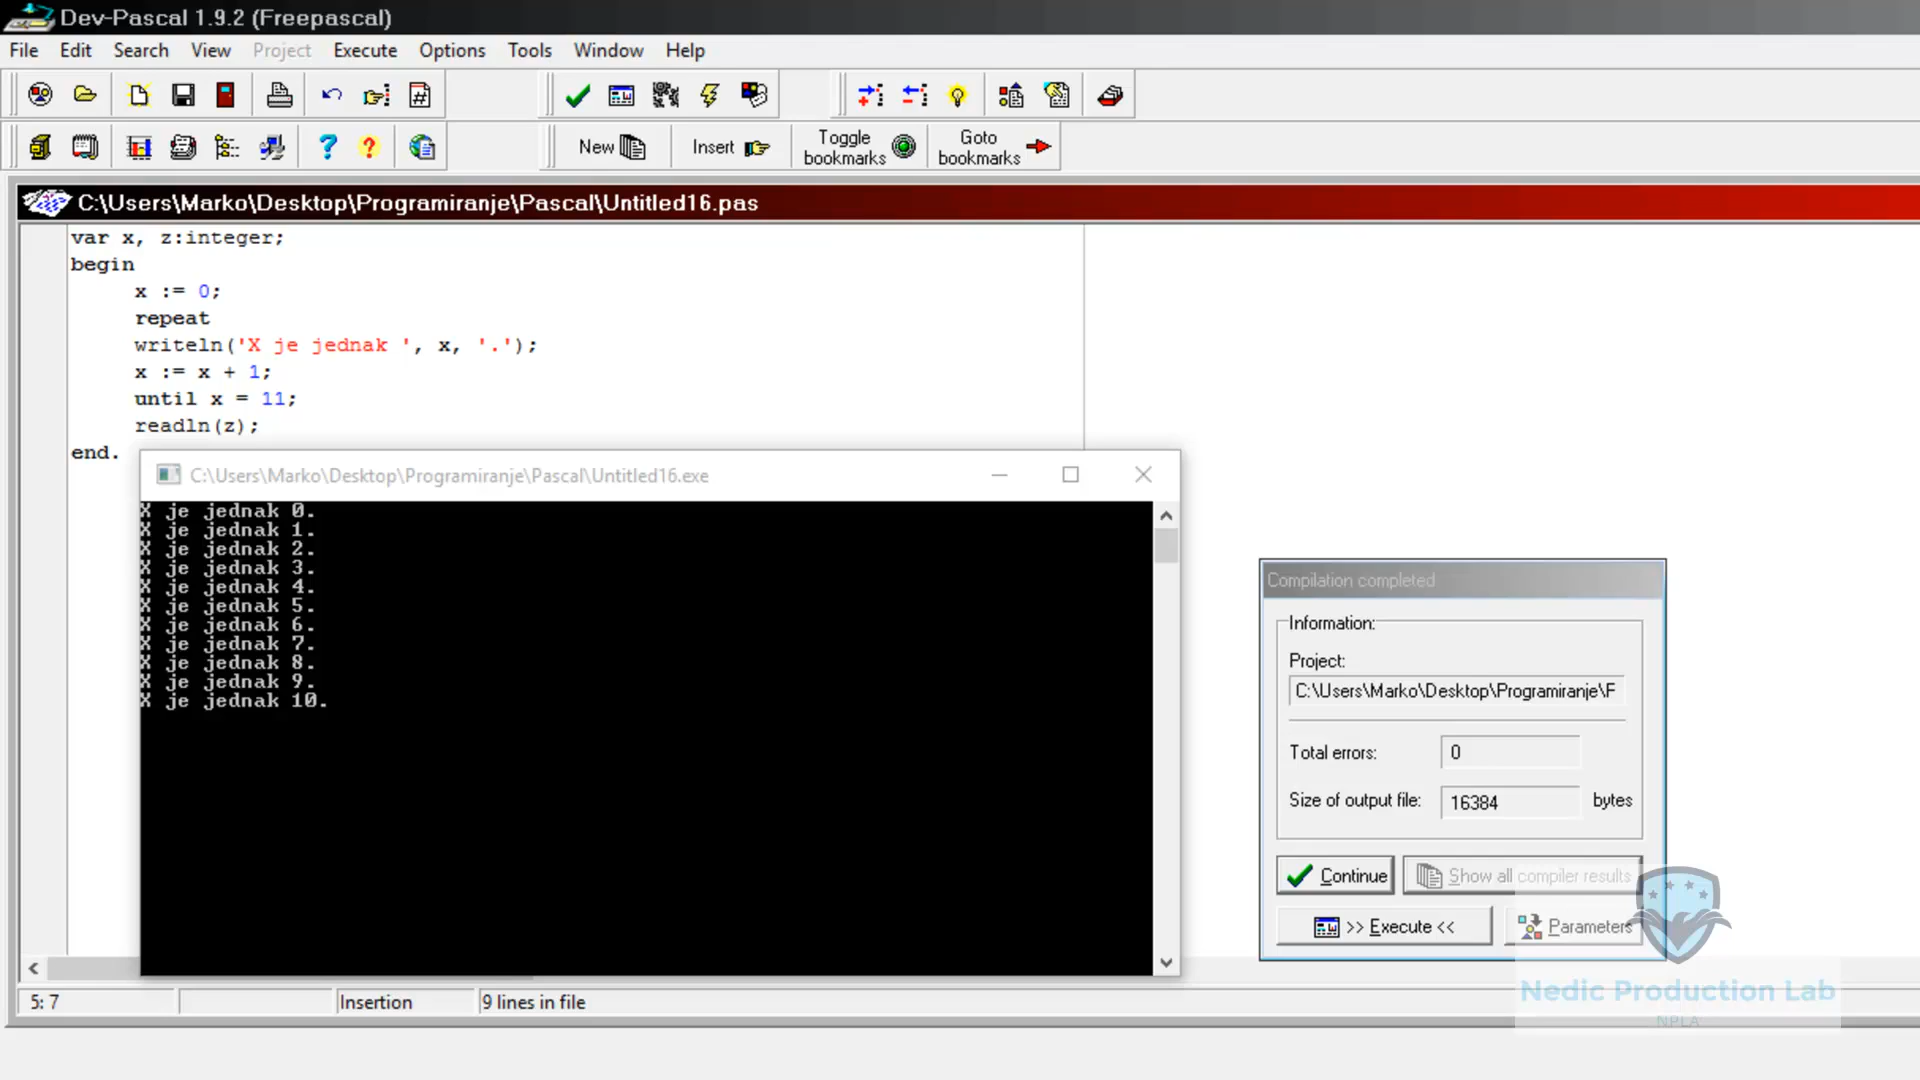 Dev-Pascal 1.9.2 (Freepascal)
File Edit Search View Project Execute Options Tools Window Help
New Insert Toggle bookmarks Goto bookmarks
C:\Users\Marko\Desktop\Programiranje\Pascal\Untitled16.pas
var x, z:integer;
begin
x := 0;
repeat
writeln('X je jednak ', x, '.');
x := x + 1;
until x = 11;
readln(z);
end.
C:\Users\Marko\Desktop\Programiranje\Pascal\Untitled16.exe
X je jednak 0.
X je jednak 1.
X je jednak 2.
X je jednak 3.
X je jednak 4.
X je jednak 5.
X je jednak 6.
X je jednak 7.
X je jednak 8.
X je jednak 9.
X je jednak 10.
Compilation completed
Information:
Project:
C:\Users\Marko\Desktop\Programiranje\F
Total errors: 0
Size of output file: 16384 bytes
Continue Show all compiler results
>> Execute << Parameters
Nedic Production Lab
NPLA
5: 7 Insertion 9 lines in file